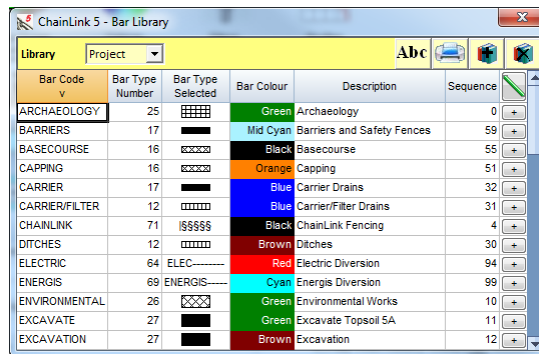 ChainLink 5 - Bar Library
Library Project Abc
Bar Code v Bar Type Number Bar Type Selected Bar Colour Description Sequence
ARCHAEOLOGY 25 Green Archaeology 0 +
BARRIERS 17 Mid Cyan Barriers and Safety Fences 59 +
BASECOURSE 16 Black Basecourse 55 +
CAPPING 16 Orange Capping 51 +
CARRIER 17 Blue Carrier Drains 32 +
CARRIER/FILTER 12 Blue Carrier/Filter Drains 31 +
CHAINLINK 71 |§§§§§ Black ChainLink Fencing 4 +
DITCHES 12 Brown Ditches 30 +
ELECTRIC 64 ELEC-------- Red Electric Diversion 94 +
ENERGIS 69 ENERGIS----- Cyan Energis Diversion 99 +
ENVIRONMENTAL 26 Green Environmental Works 10 +
EXCAVATE 27 Green Excavate Topsoil 5A 11 +
EXCAVATION 27 Brown Excavation 12 +